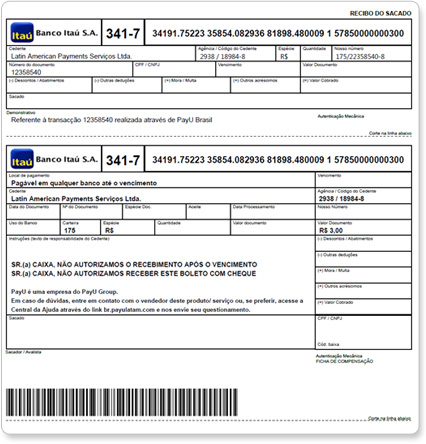 RECIBO DO SACADO
Itaú Banco Itaú S.A. 341-7 34191.75223 35854.082936 81898.480009 1 57850000000300
Cedente Agência / Código do Cedente Espécie Quantidade Nosso número
Latin American Payments Serviços Ltda. 2938 / 18984-8 R$ 175/22358540-8
Número do documento CPF / CNPJ Vencimento Valor Documento
12358540
(-) Descontos / Abatimentos (-) Outras deduções (+) Mora / Multa (+) Outros acréscimos (+) Valor Cobrado
Sacado
Demonstrativo Autenticação Mecânica
Referente à transacção 12358540 realizada através de PayU Brasil
Corte na linha abaixo
Itaú Banco Itaú S.A. 341-7 34191.75223 35854.082936 81898.480009 1 57850000000300
Local de pagamento Vencimento
Pagável em qualquer banco até o vencimento
Cedente Agência / Código do Cedente
Latin American Payments Serviços Ltda. 2938 / 18984-8
Data do Documento Nº do Documento Espécie Doc. Aceite Data Processamento Nosso Número
Uso do Banco Carteira Espécie Quantidade Valor documento Valor Documento
175 R$ R$ 3,00
Instruções (texto de responsabilidade do Cedente) (-) Descontos / Abatimentos
(-) Outras deduções
SR.(a) CAIXA, NÃO AUTORIZAMOS O RECEBIMENTO APÓS O VENCIMENTO
SR.(a) CAIXA, NÃO AUTORIZAMOS RECEBER ESTE BOLETO COM CHEQUE
(+) Mora / Multa
(+) Outros acréscimos
PayU é uma empresa do PayU Group.
Em caso de dúvidas, entre em contato com o vendedor deste produto/ serviço ou, se preferir, acesse a
(+) Valor Cobrado
Central da Ajuda através do link br.payulatam.com e nos envie seu questionamento.
Sacado CPF / CNPJ
Cód. baixa
Sacador / Avalista Autenticação Mecânica
FICHA DE COMPENSAÇÃO
Corte na linha abaixo